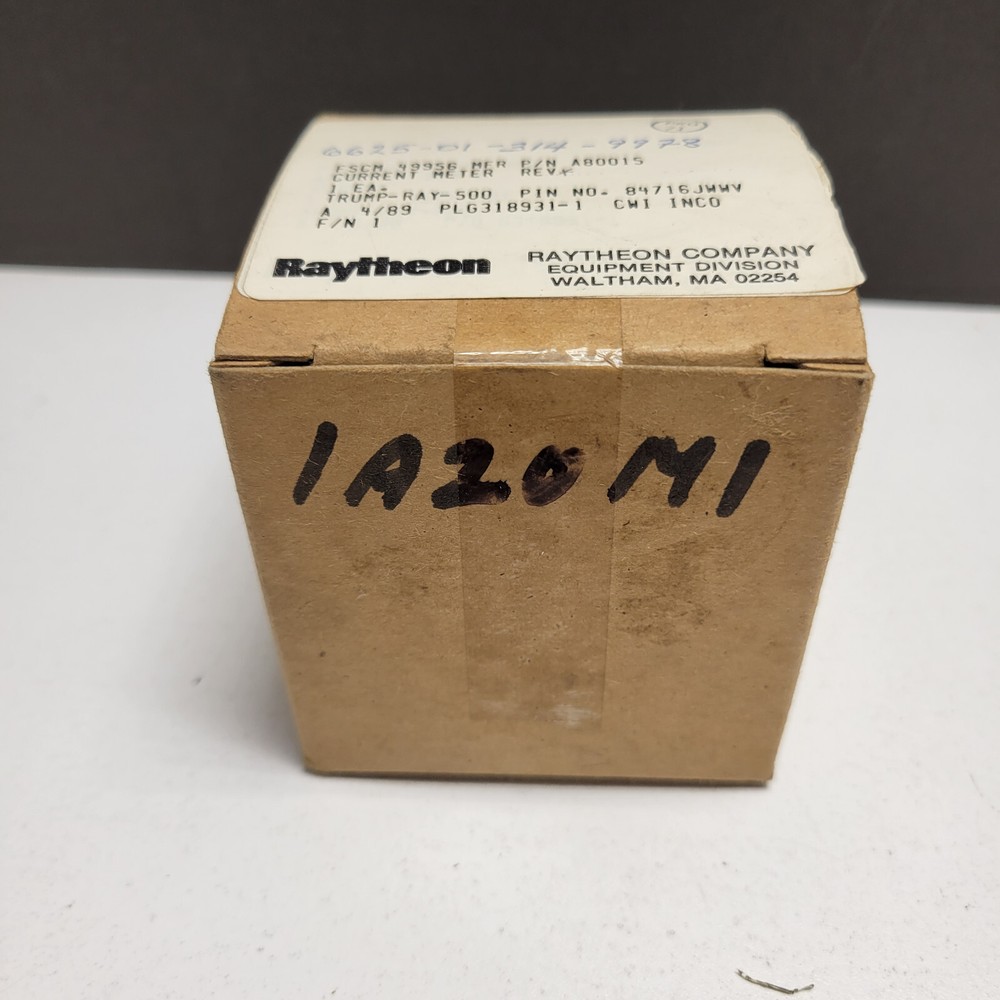 6625-01-314-9978
FSCM 49956 MFR P/N A80015
CURRENT METER REV*
1 EA.
TRUMP-RAY-500 PIN NO. 84716JWWV
A 4/89 PLG318931-1 CWI INCO
F/N 1
Raytheon
RAYTHEON COMPANY
EQUIPMENT DIVISION
WALTHAM, MA 02254
1A20M1